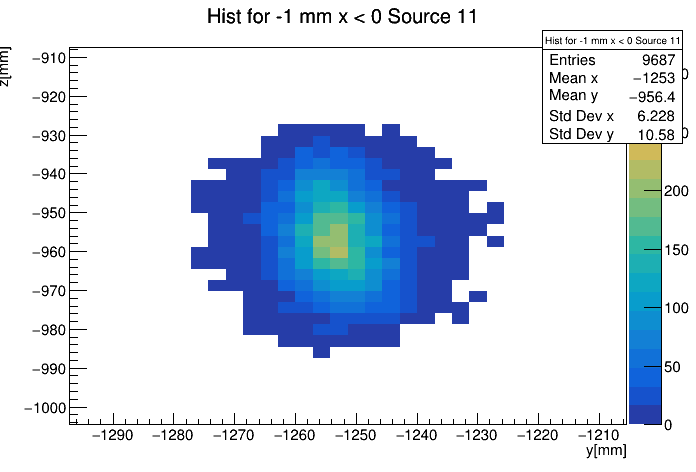 Hist for -1 mm x < 0 Source 11
z[mm]
Hist for -1 mm x < 0 Source 11
Entries 9687
Mean x −1253
Mean y −956.4
Std Dev x 6.228
Std Dev y 10.58
−910
−920
−930
−940
−950
−960
−970
−980
−990
−1000
−1290 −1280 −1270 −1260 −1250 −1240 −1230 −1220 −1210
y[mm]
200
150
100
50
0